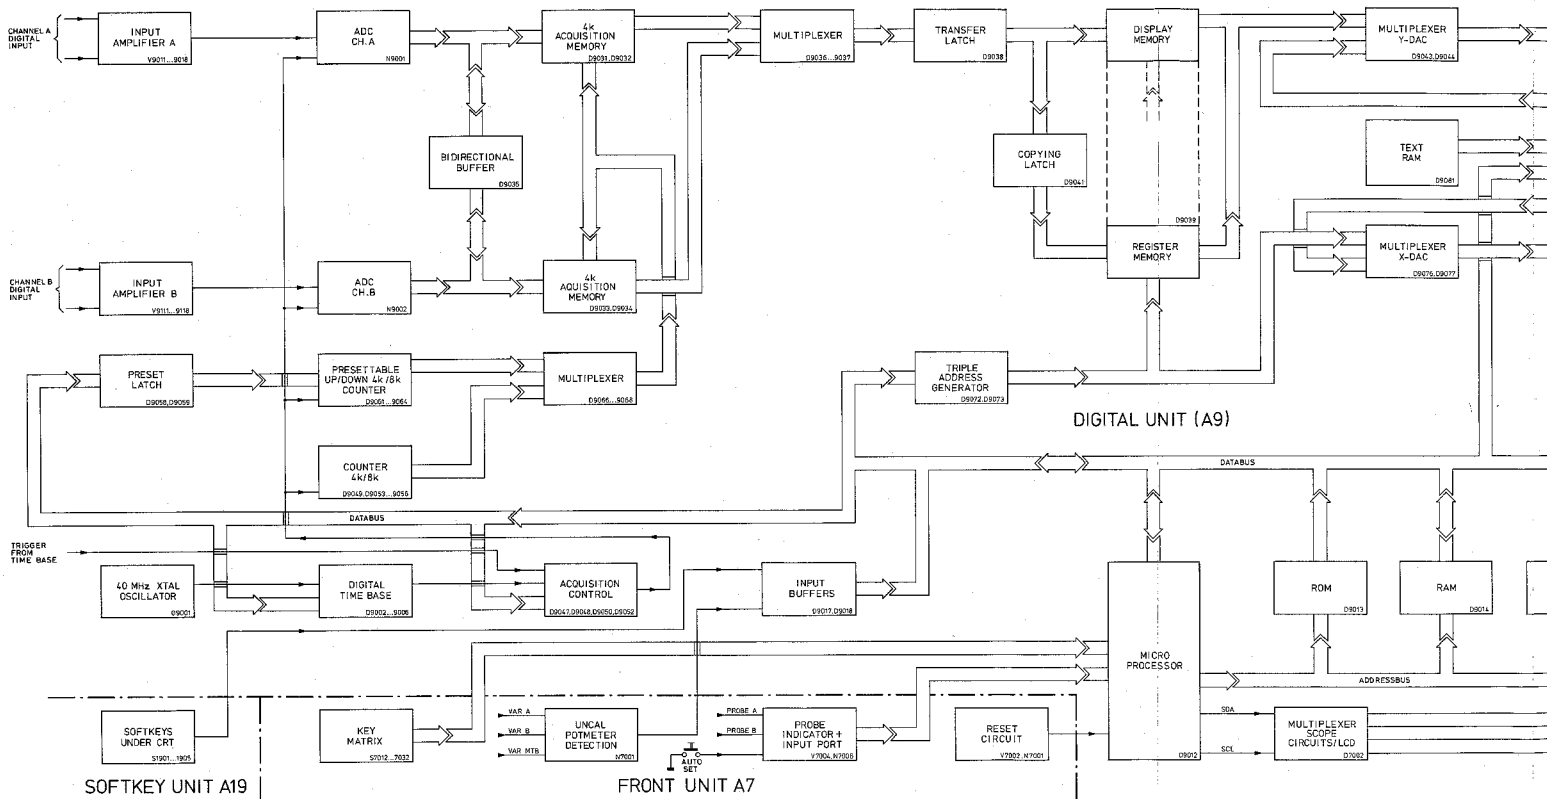 CHANNEL A
DIGITAL
INPUT
INPUT
AMPLIFIER A
V9011...9018
ADC
CH.A
N9001
4k
ACQUISITION
MEMORY
D9031,D9032
MULTIPLEXER
D9036...9037
TRANSFER
LATCH
D9038
DISPLAY
MEMORY
MULTIPLEXER
Y-DAC
D9043,D9044
BIDIRECTIONAL
BUFFER
D9035
COPYING
LATCH
D9041
TEXT
RAM
D9081
D9039
REGISTER
MEMORY
MULTIPLEXER
X-DAC
D9076,D9077
CHANNEL B
DIGITAL
INPUT
INPUT
AMPLIFIER B
V9111...9118
ADC
CH.B
N9002
4k
AQUISITION
MEMORY
D9033,D9034
PRESET
LATCH
D9058,D9059
PRESETTABLE
UP/DOWN 4k/8k
COUNTER
D9061...9064
MULTIPLEXER
D9066...9068
TRIPLE
ADDRESS
GENERATOR
D9072,D9073
DIGITAL UNIT (A9)
COUNTER
4k/8k
D9049,D9053...9056
DATABUS
DATABUS
TRIGGER
FROM
TIME BASE
40 MHz XTAL
OSCILLATOR
G9001
DIGITAL
TIME BASE
D9002...9006
ACQUISITION
CONTROL
D9047,D9048,D9050,D9052
INPUT
BUFFERS
D9017,D9018
MICRO
PROCESSOR
D9012
ROM
D9013
RAM
D9014
ADDRESSBUS
SOFTKEYS
UNDER CRT
S1901...1905
KEY
MATRIX
S7012...7032
VAR A
VAR B
VAR MTB
UNCAL
POTMETER
DETECTION
N7001
PROBE A
PROBE B
AUTO
SET
PROBE
INDICATOR+
INPUT PORT
V7004,N7006
RESET
CIRCUIT
V7002,N7001
SDA
SCL
MULTIPLEXER
SCOPE
CIRCUITS/LCD
D7002
SOFTKEY UNIT A19
FRONT UNIT A7